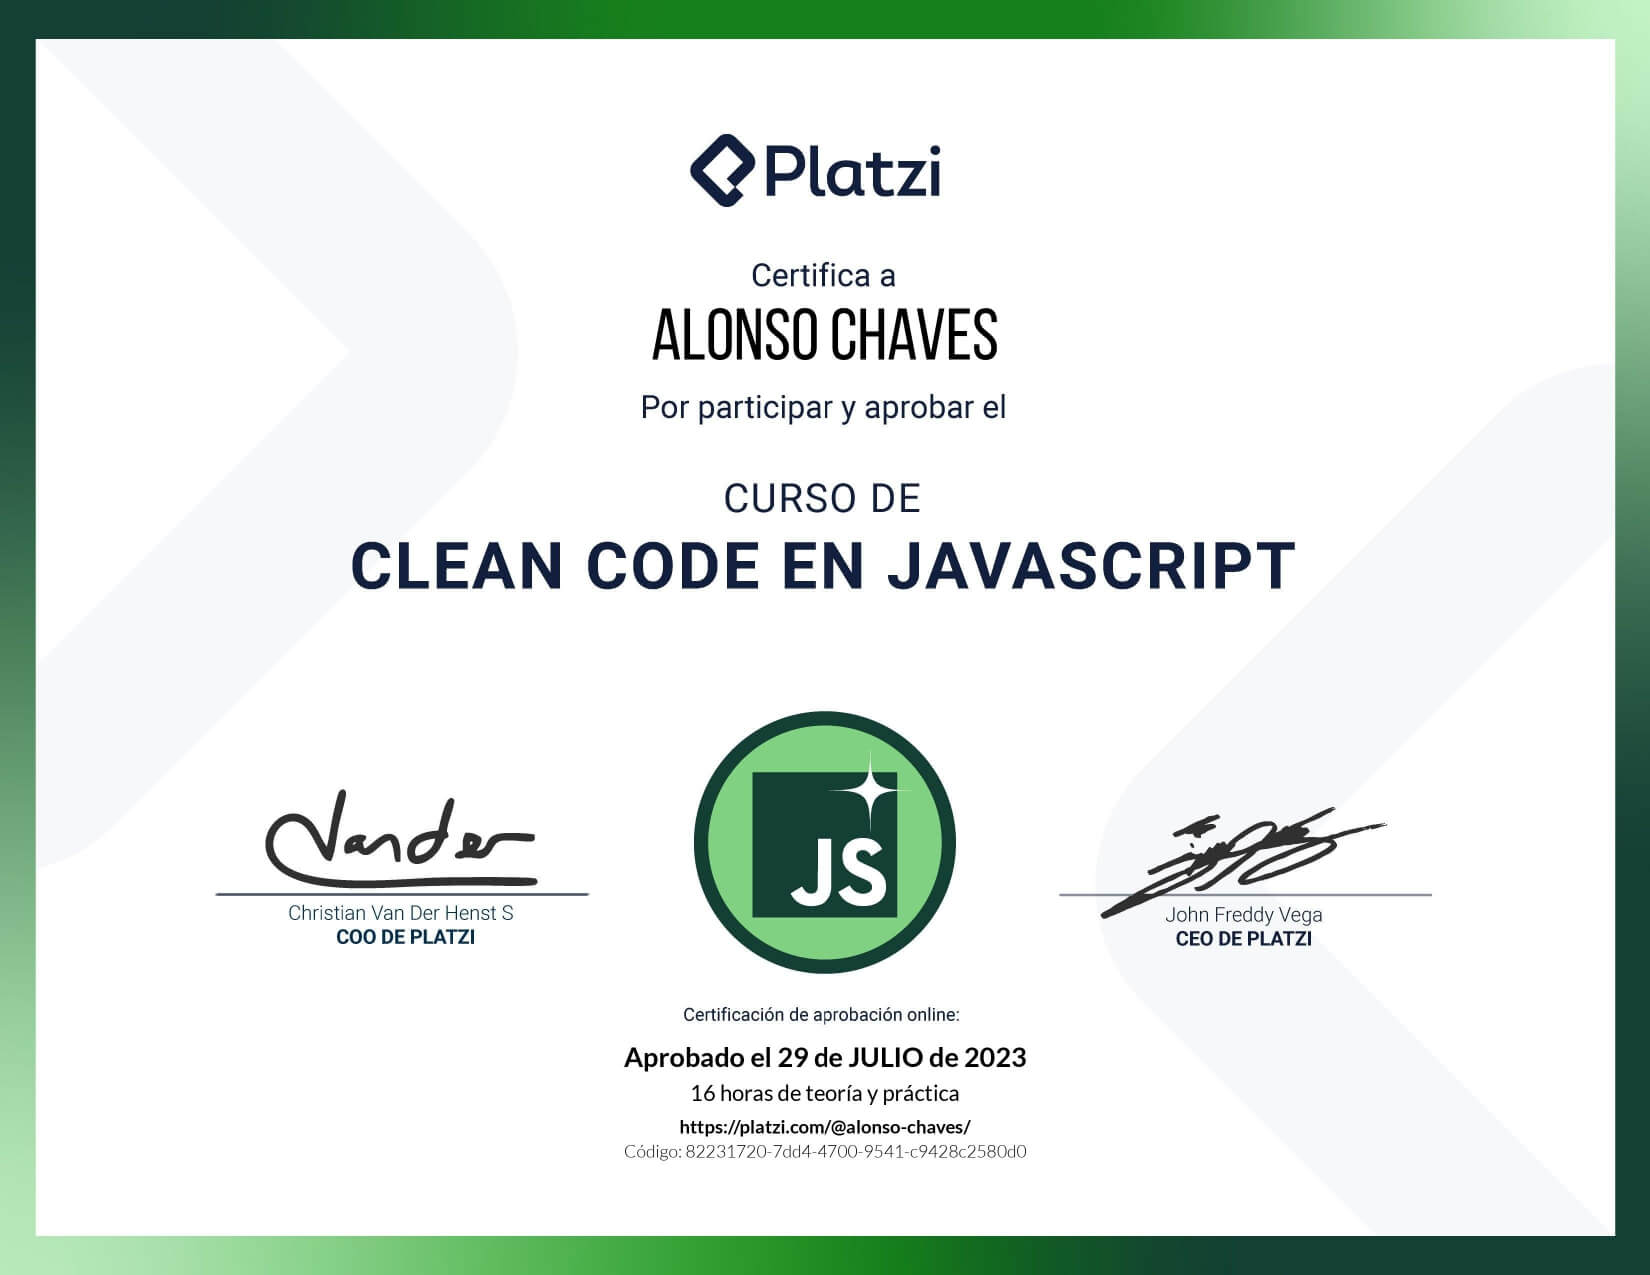 Platzi
Certifica a
ALONSO CHAVES
Por participar y aprobar el
CURSO DE
CLEAN CODE EN JAVASCRIPT
Vander
JS
Christian Van Der Henst S
COO DE PLATZI
John Freddy Vega
CEO DE PLATZI
Certificación de aprobación online:
Aprobado el 29 de JULIO de 2023
16 horas de teoría y práctica
https://platzi.com/@alonso-chaves/
Código: 82231720-7dd4-4700-9541-c9428c2580d0